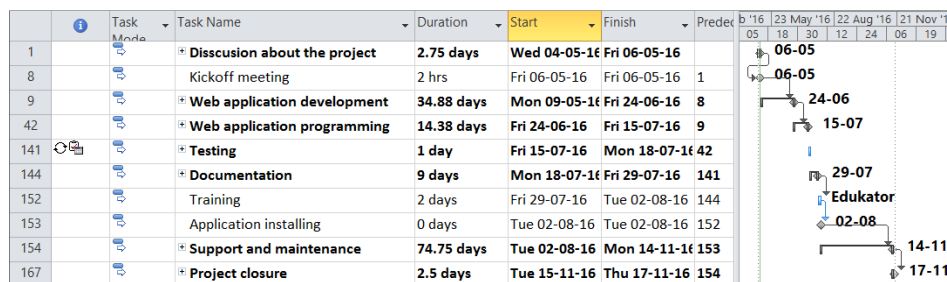 Task Mode Task Name Duration Start Finish Predec b '16 23 May '16 22 Aug '16 21 Nov '1
05 18 30 12 24 06 19
1 Disscusion about the project 2.75 days Wed 04-05-16 Fri 06-05-16 06-05
8 Kickoff meeting 2 hrs Fri 06-05-16 Fri 06-05-16 1 06-05
9 Web application development 34.88 days Mon 09-05-16 Fri 24-06-16 8 24-06
42 Web application programming 14.38 days Fri 24-06-16 Fri 15-07-16 9 15-07
141 Testing 1 day Fri 15-07-16 Mon 18-07-16 42
144 Documentation 9 days Mon 18-07-16 Fri 29-07-16 141 29-07
152 Training 2 days Fri 29-07-16 Tue 02-08-16 144 Edukator
153 Application installing 0 days Tue 02-08-16 Tue 02-08-16 152 02-08
154 Support and maintenance 74.75 days Tue 02-08-16 Mon 14-11-16 153 14-11
167 Project closure 2.5 days Tue 15-11-16 Thu 17-11-16 154 17-11